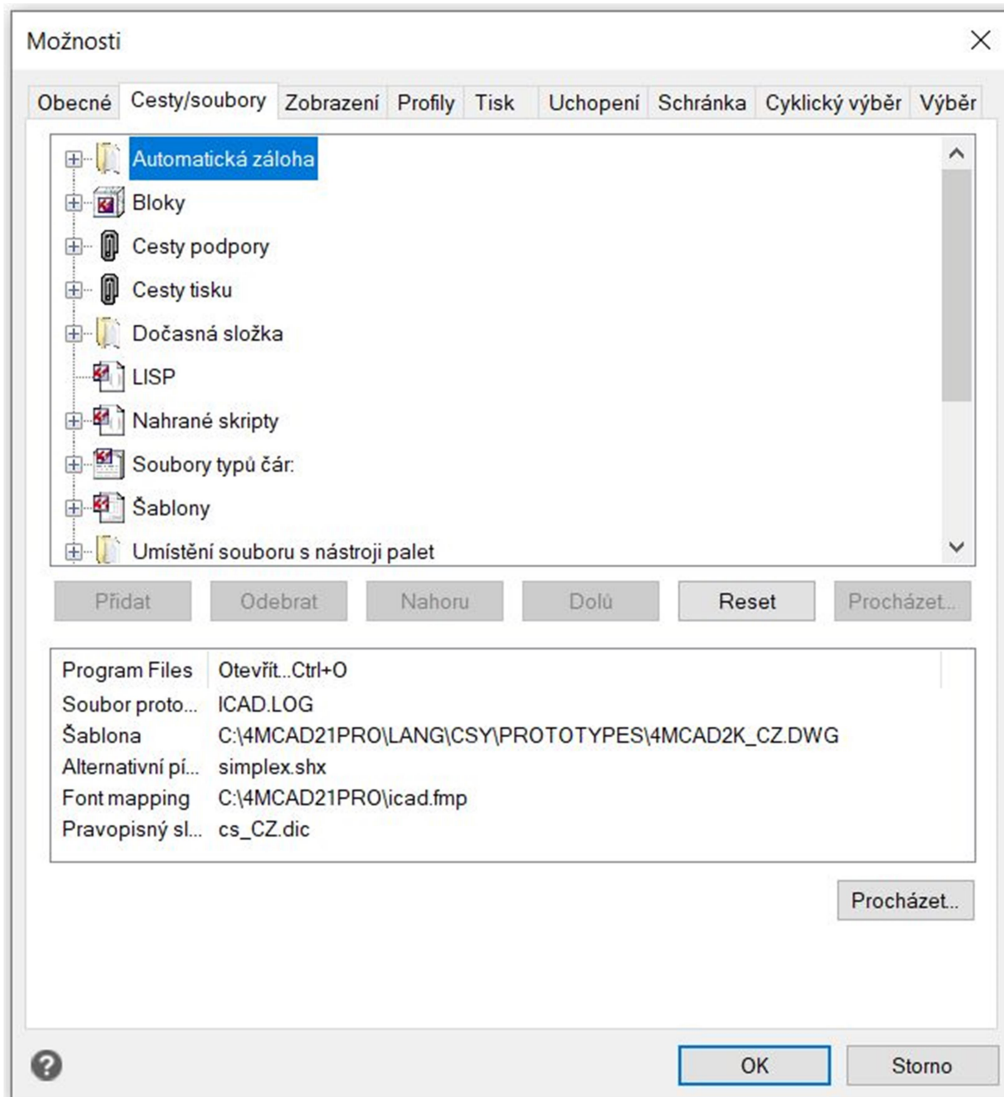 Možnosti
Obecné Cesty/soubory Zobrazení Profily Tisk Uchopení Schránka Cyklický výběr Výběr
Automatická záloha
Bloky
Cesty podpory
Cesty tisku
Dočasná složka
LISP
Nahrané skripty
Soubory typů čár:
Šablony
Umístění souboru s nástroji palet
Přidat Odebrat Nahoru Dolů Reset Procházet...
Program Files Otevřít...Ctrl+O
Soubor proto... ICAD.LOG
Šablona C:\4MCAD21PRO\LANG\CSY\PROTOTYPES\4MCAD2K_CZ.DWG
Alternativní pí... simplex.shx
Font mapping C:\4MCAD21PRO\icad.fmp
Pravopisný sl... cs_CZ.dic
Procházet...
OK Storno